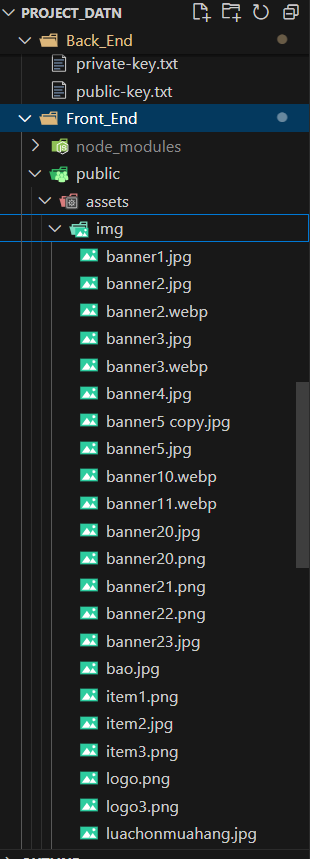 PROJECT_DATN
Back_End
private-key.txt
public-key.txt
Front_End
node_modules
public
assets
img
banner1.jpg
banner2.jpg
banner2.webp
banner3.jpg
banner3.webp
banner4.jpg
banner5 copy.jpg
banner5.jpg
banner10.webp
banner11.webp
banner20.jpg
banner20.png
banner21.png
banner22.png
banner23.jpg
bao.jpg
item1.png
item2.jpg
item3.png
logo.png
logo3.png
luachonmuahang.jpg